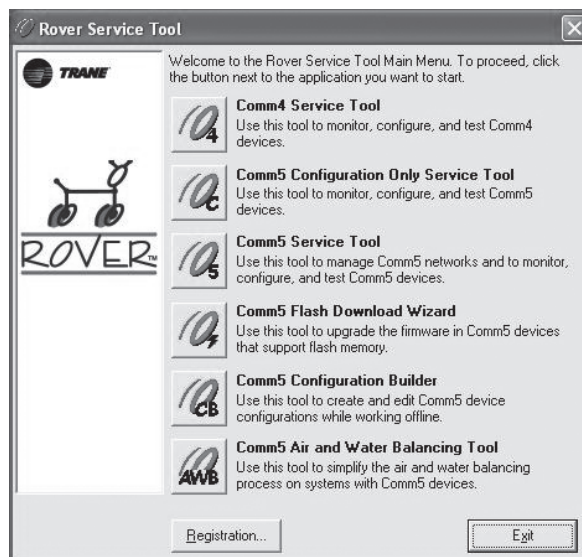 Rover Service Tool
TRANE
ROVER™
Welcome to the Rover Service Tool Main Menu. To proceed, click
the button next to the application you want to start.
4
Comm4 Service Tool
Use this tool to monitor, configure, and test Comm4
devices.
C
Comm5 Configuration Only Service Tool
Use this tool to monitor, configure, and test Comm5
devices.
5
Comm5 Service Tool
Use this tool to manage Comm5 networks and to monitor,
configure, and test Comm5 devices.
Comm5 Flash Download Wizard
Use this tool to upgrade the firmware in Comm5 devices
that support flash memory.
CB
Comm5 Configuration Builder
Use this tool to create and edit Comm5 device
configurations while working offline.
AWB
Comm5 Air and Water Balancing Tool
Use this tool to simplify the air and water balancing
process on systems with Comm5 devices.
Registration...
Exit